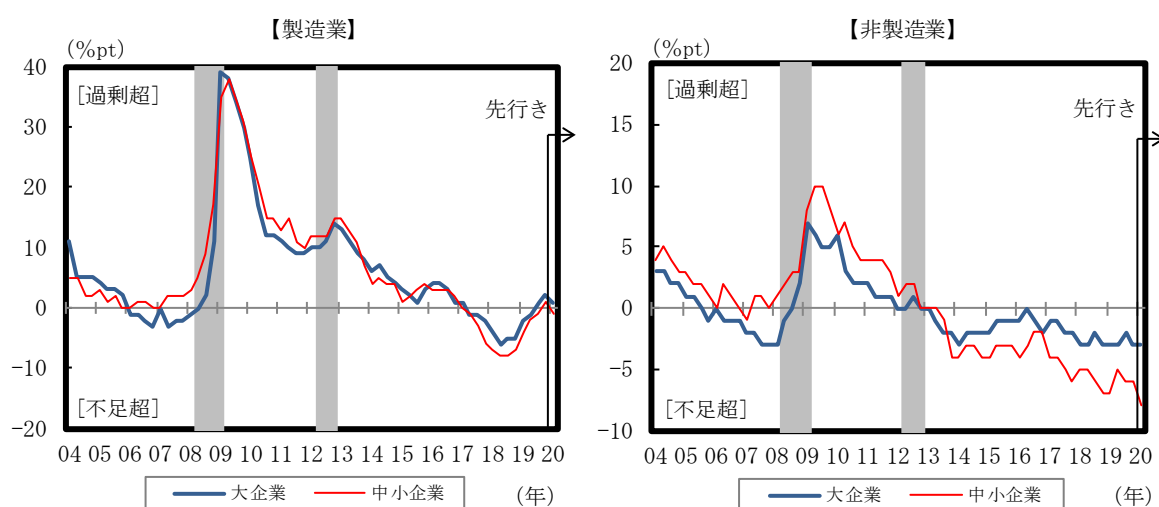 【製造業】
(%pt)
40
30
20
10
0
-10
-20
[過剰超]
先行き
[不足超]
04 05 06 07 08 09 10 11 12 13 14 15 16 17 18 19 20
大企業 中小企業
(年)
【非製造業】
(%pt)
20
15
10
5
0
-5
-10
[過剰超]
先行き
[不足超]
04 05 06 07 08 09 10 11 12 13 14 15 16 17 18 19 20
大企業 中小企業
(年)